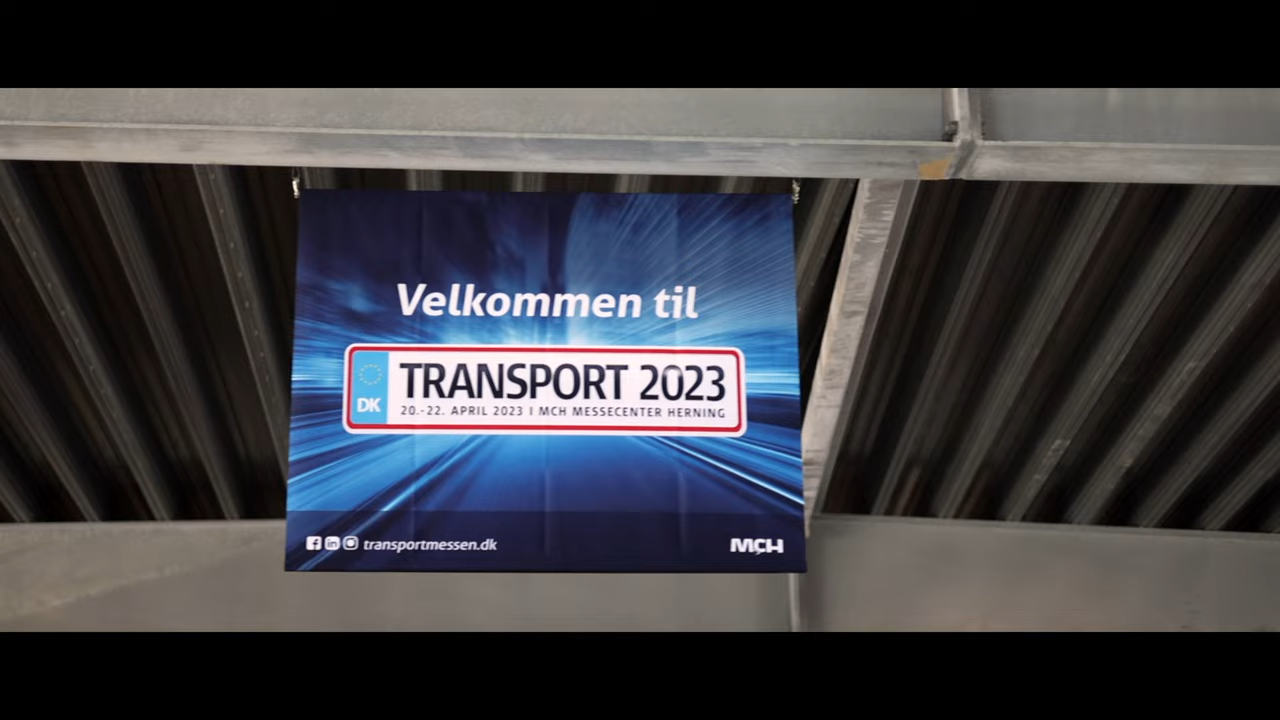 Velkommen til
DK
TRANSPORT 2023
20.-22. APRIL 2023 I MCH MESSECENTER HERNING
transportmessen.dk
MCH